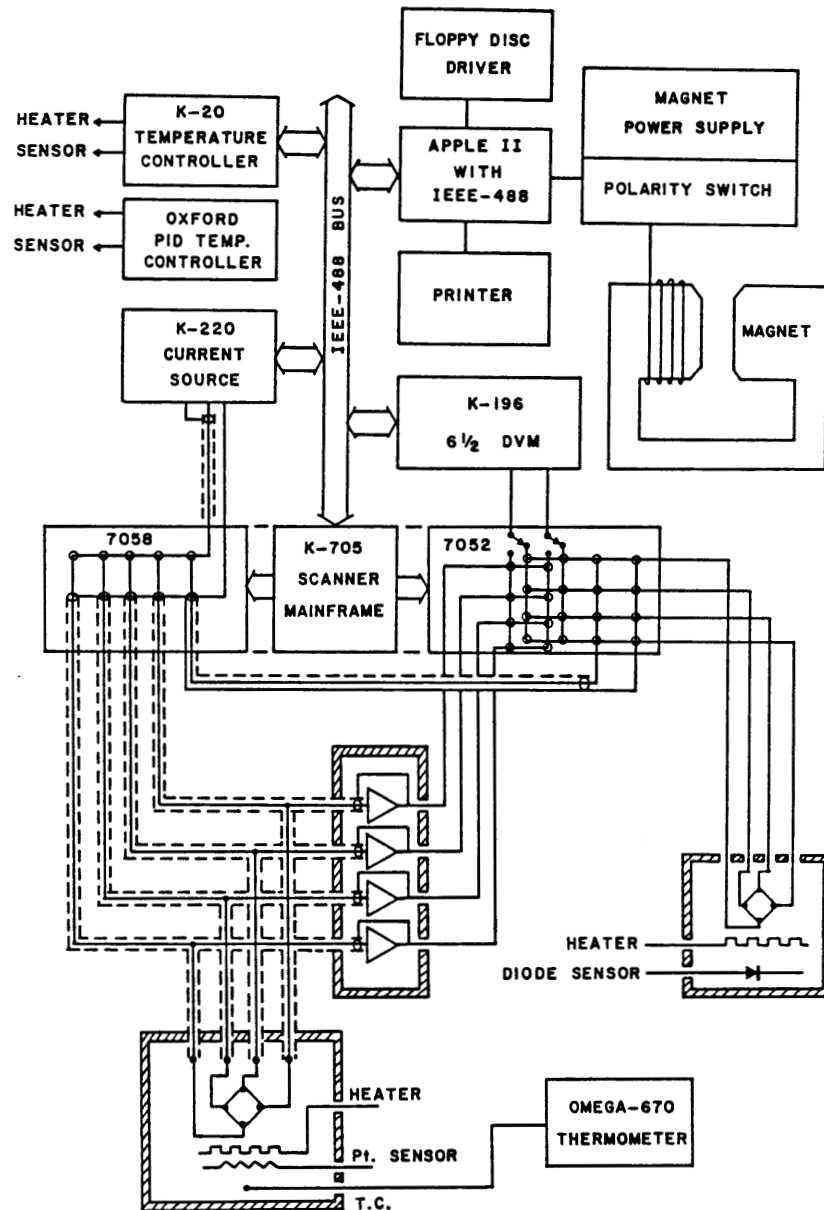 FLOPPY DISC
DRIVER
K-20
TEMPERATURE
CONTROLLER
HEATER
SENSOR
APPLE II
WITH
IEEE-488
MAGNET
POWER SUPPLY
POLARITY SWITCH
HEATER
SENSOR
OXFORD
PID TEMP.
CONTROLLER
IEEE-488 BUS
PRINTER
MAGNET
K-220
CURRENT
SOURCE
K-196
6 1/2 DVM
7058
K-705
SCANNER
MAINFRAME
7052
HEATER
DIODE SENSOR
HEATER
Pt. SENSOR
T.C.
OMEGA-670
THERMOMETER